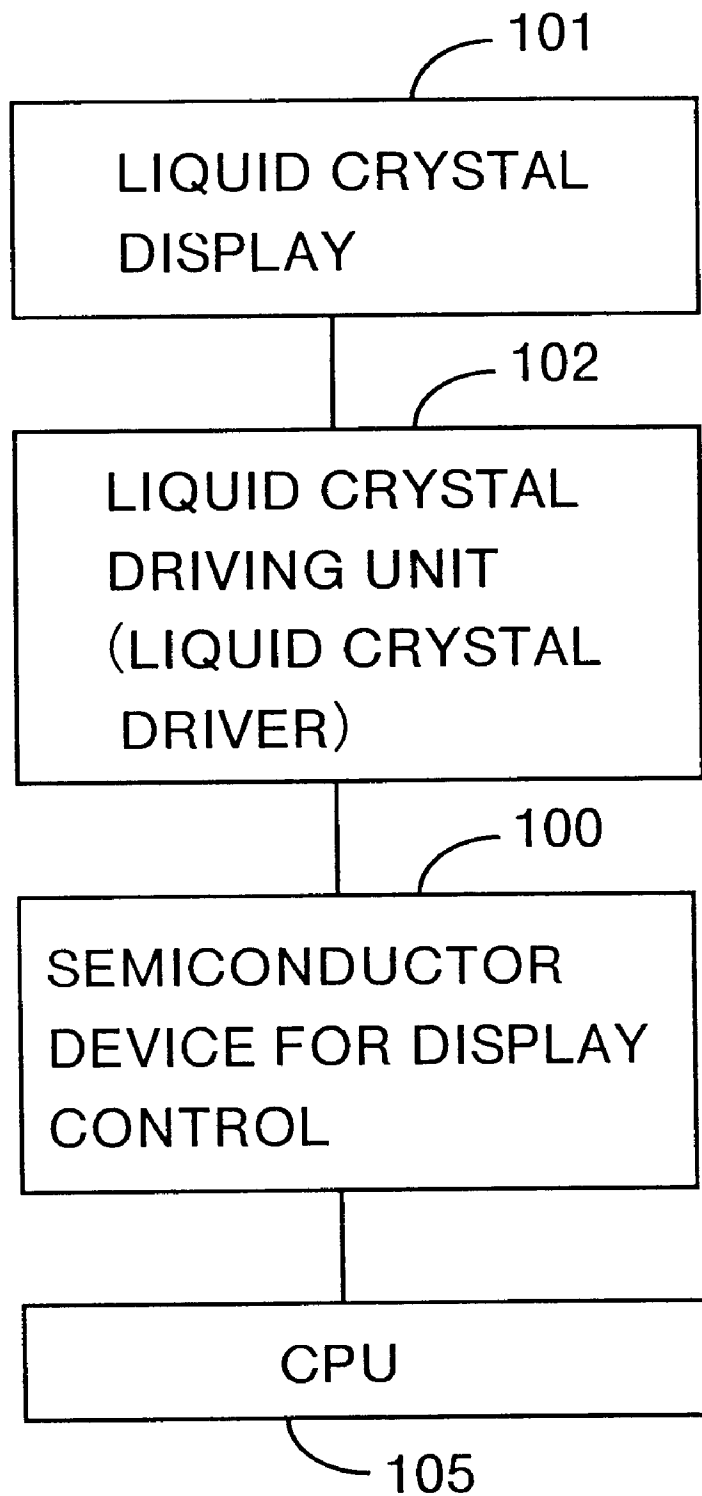 101
LIQUID CRYSTAL
DISPLAY
102
LIQUID CRYSTAL
DRIVING UNIT
(LIQUID CRYSTAL
DRIVER)
100
SEMICONDUCTOR
DEVICE FOR DISPLAY
CONTROL
CPU
105